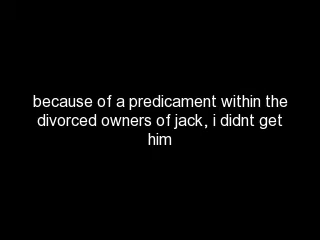 because of a predicament within the
divorced owners of jack, i didnt get
him